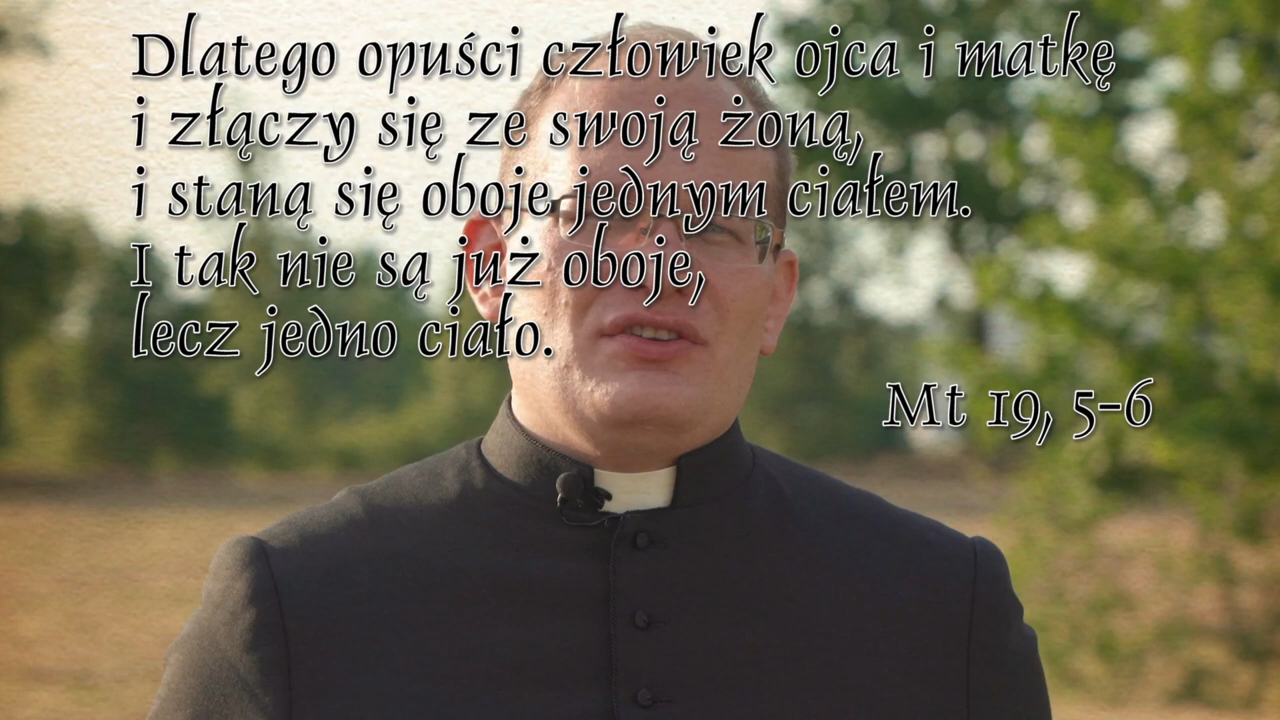 Dlatego opuści człowiek ojca i matkę
i złączy się ze swoją żoną,
i staną się oboje jednym ciałem.
I tak nie są już oboje,
lecz jedno ciało.
Mt 19, 5-6